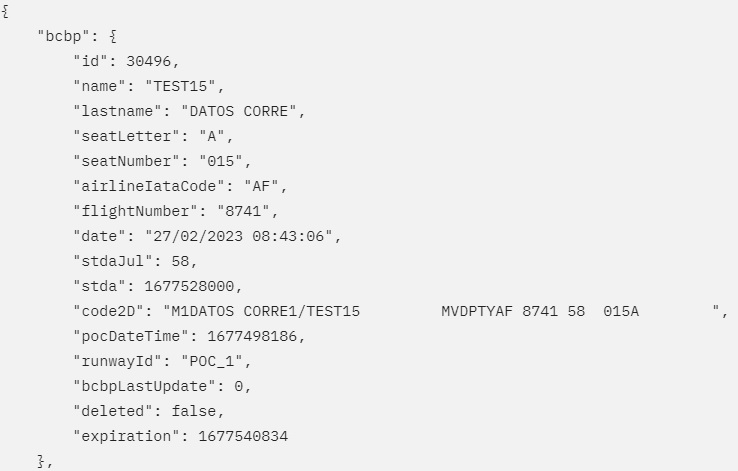 {
    "bcbp": {
        "id": 30496,
        "name": "TEST15",
        "lastname": "DATOS CORRE",
        "seatLetter": "A",
        "seatNumber": "015",
        "airlineIataCode": "AF",
        "flightNumber": "8741",
        "date": "27/02/2023 08:43:06",
        "stdaJul": 58,
        "stda": 1677528000,
        "code2D": "M1DATOS CORRE1/TEST15         MVDPTYAF 8741 58  015A        ",
        "pocDateTime": 1677498186,
        "runwayId": "POC_1",
        "bcbpLastUpdate": 0,
        "deleted": false,
        "expiration": 1677540834
    },